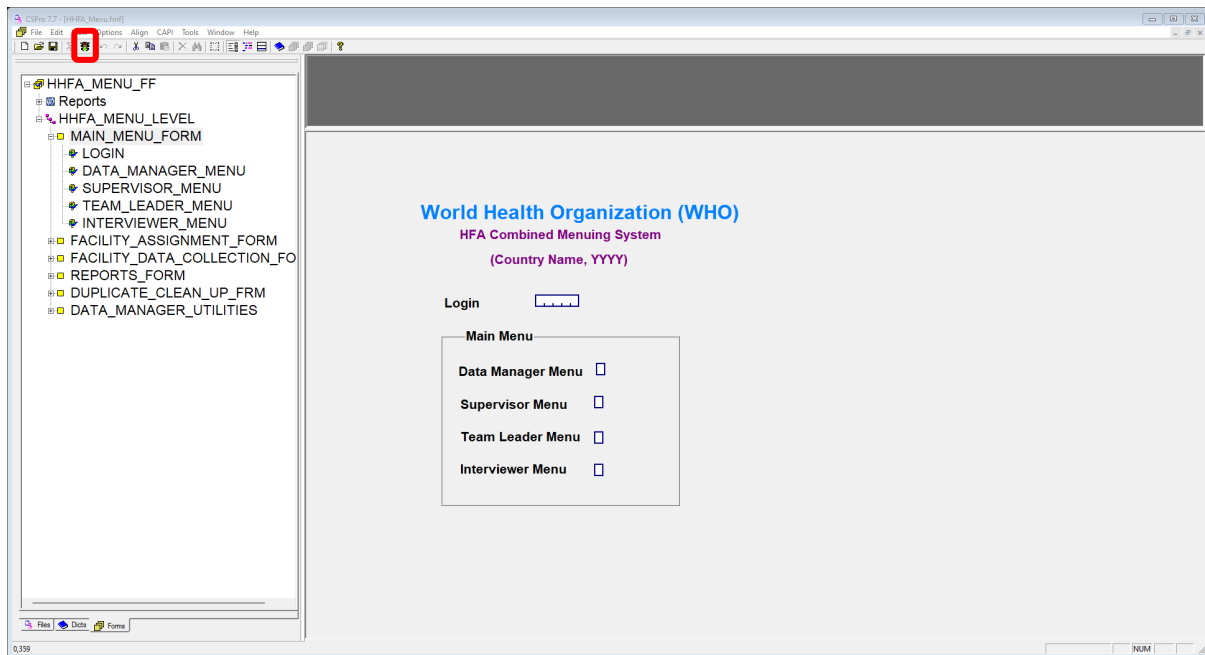 CSPro 7.7 - [HHFA_Menu.fmf]
File Edit Options Align CAPI Tools Window Help
HHFA_MENU_FF
Reports
HHFA_MENU_LEVEL
MAIN_MENU_FORM
LOGIN
DATA_MANAGER_MENU
SUPERVISOR_MENU
TEAM_LEADER_MENU
INTERVIEWER_MENU
FACILITY_ASSIGNMENT_FORM
FACILITY_DATA_COLLECTION_FO
REPORTS_FORM
DUPLICATE_CLEAN_UP_FRM
DATA_MANAGER_UTILITIES
World Health Organization (WHO)
HFA Combined Menuing System
(Country Name, YYYY)
Login
Main Menu
Data Manager Menu
Supervisor Menu
Team Leader Menu
Interviewer Menu
Files Dicts Forms
0,359 NUM